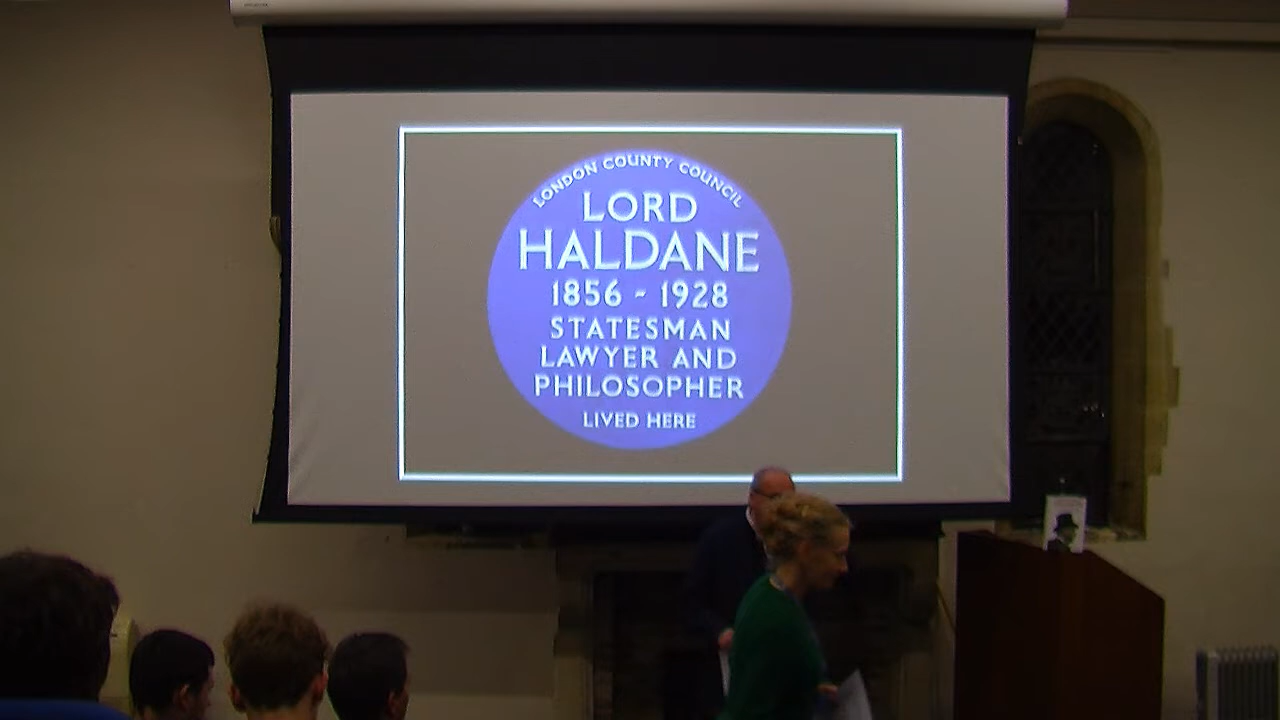 LONDON COUNTY COUNCIL
LORD
HALDANE
1856 - 1928
STATESMAN
LAWYER AND
PHILOSOPHER
LIVED HERE